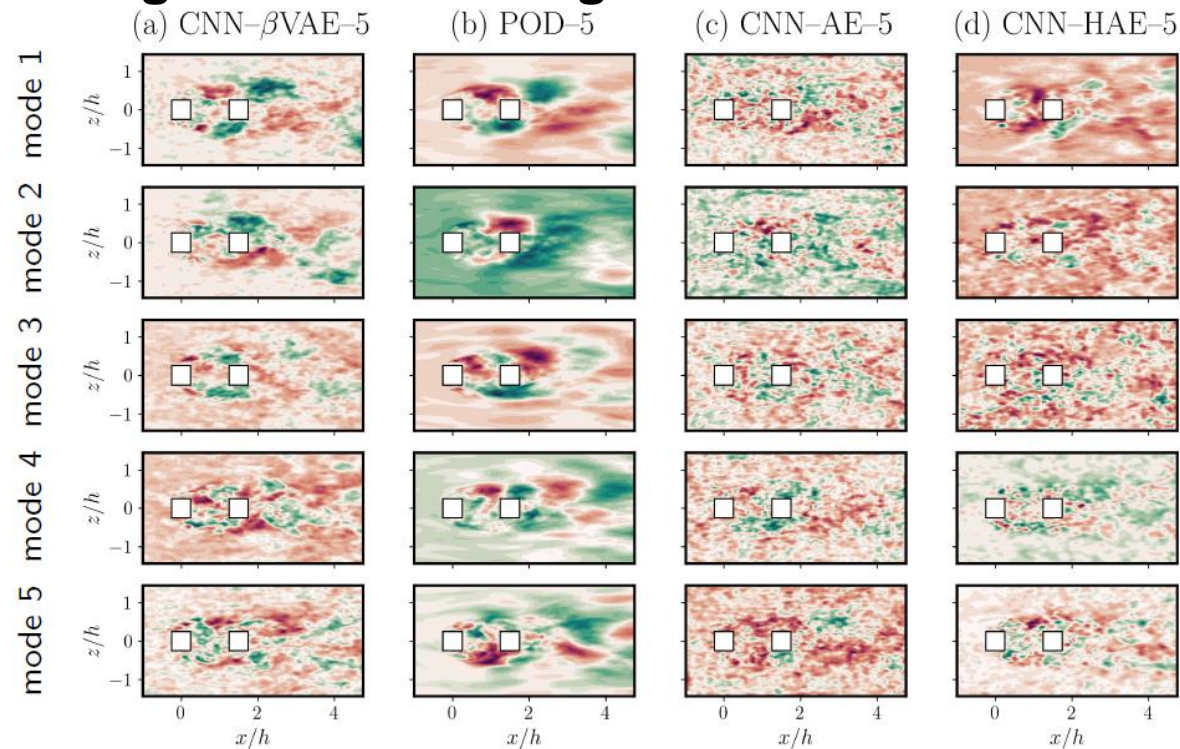 (a) CNN–βVAE–5 (b) POD–5 (c) CNN–AE–5 (d) CNN–HAE–5
mode 1
z/h
1
0
−1
mode 2
z/h
1
0
−1
mode 3
z/h
1
0
−1
mode 4
z/h
1
0
−1
mode 5
z/h
1
0
−1
0 2 4 0 2 4 0 2 4 0 2 4
x/h x/h x/h x/h